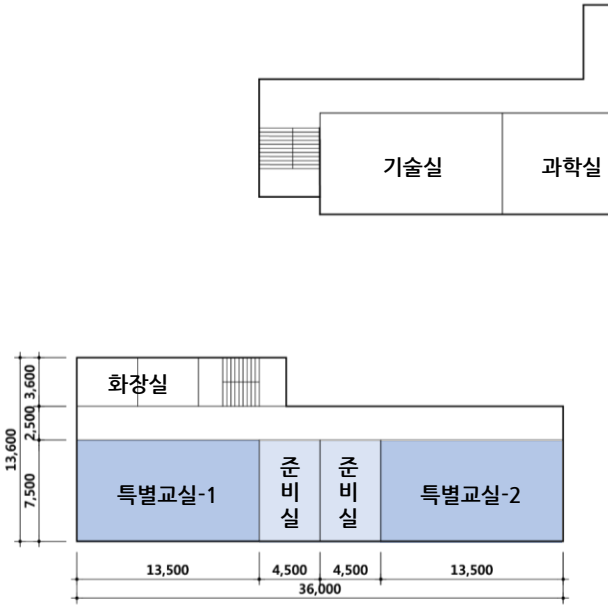 기술실
과학실
화장실
3,600
2,500
13,600
7,500
특별교실-1
준
비
실
준
비
실
특별교실-2
13,500
4,500
4,500
13,500
36,000